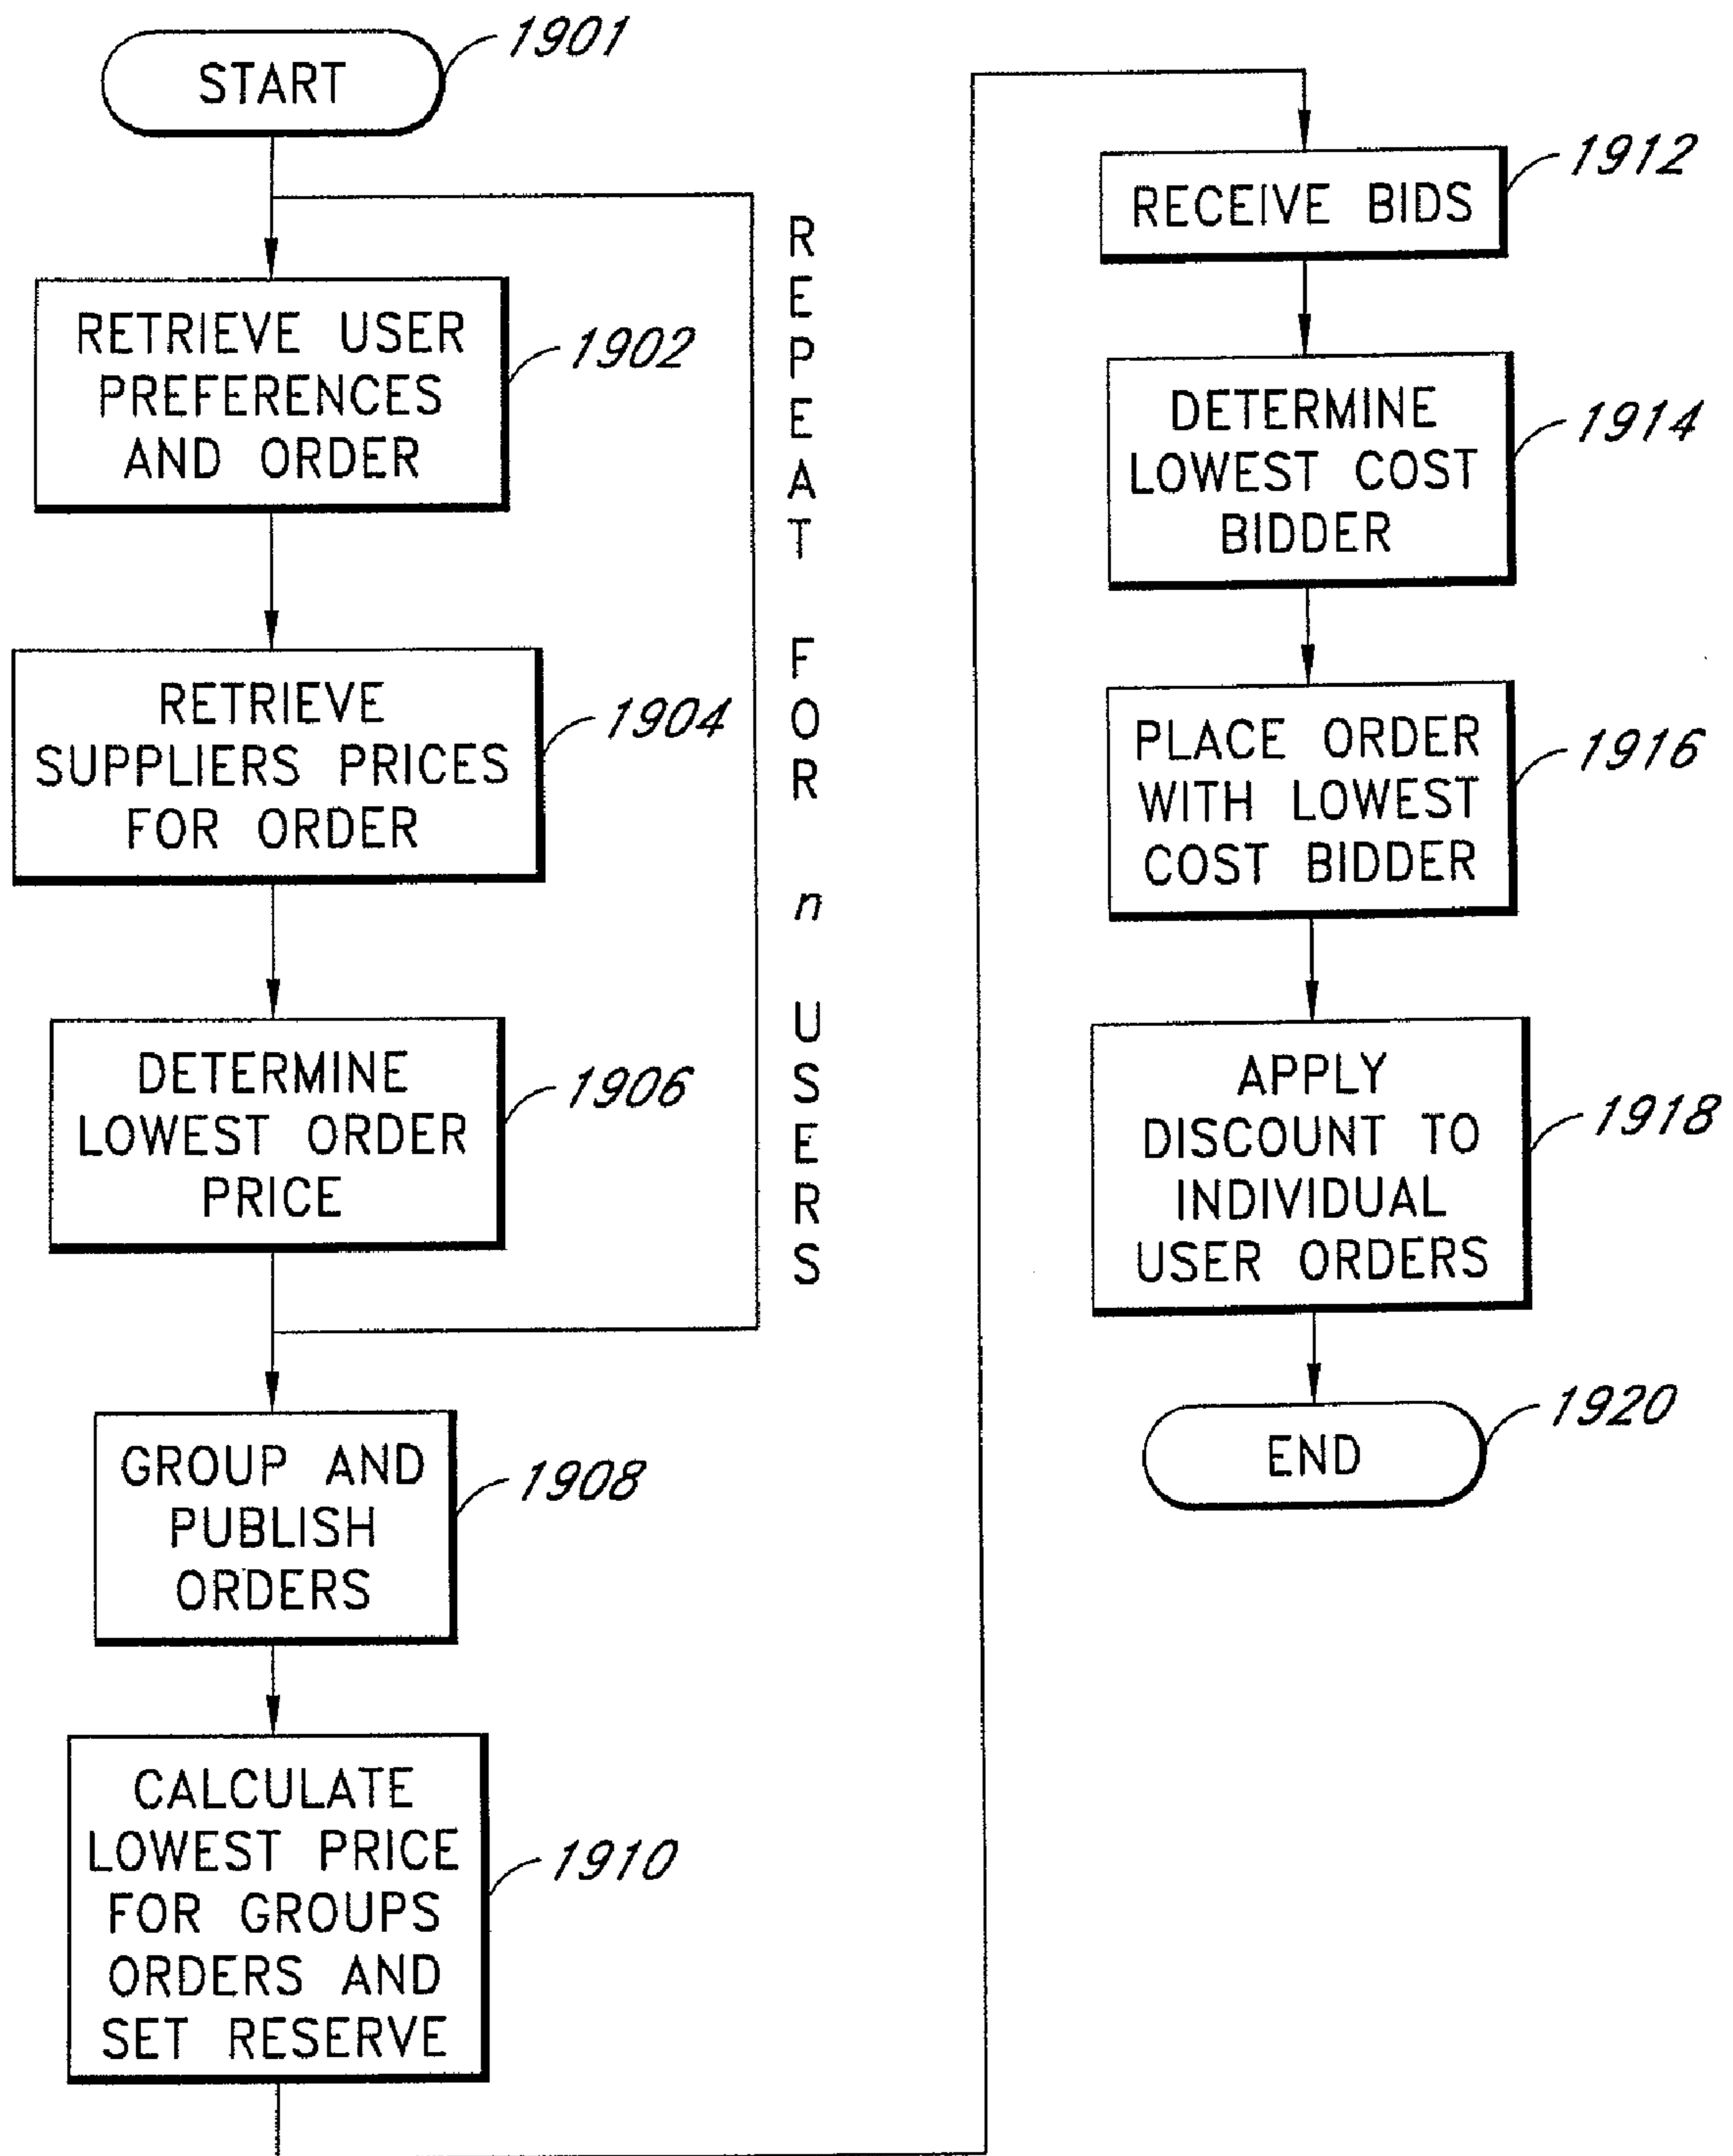 START
1901
RETRIEVE USER
PREFERENCES
AND ORDER
1902
RETRIEVE
SUPPLIERS PRICES
FOR ORDER
1904
DETERMINE
LOWEST ORDER
PRICE
1906
REPEAT FOR n USERS
GROUP AND
PUBLISH
ORDERS
1908
CALCULATE
LOWEST PRICE
FOR GROUPS
ORDERS AND
SET RESERVE
1910
RECEIVE BIDS
1912
DETERMINE
LOWEST COST
BIDDER
1914
PLACE ORDER
WITH LOWEST
COST BIDDER
1916
APPLY
DISCOUNT TO
INDIVIDUAL
USER ORDERS
1918
END
1920